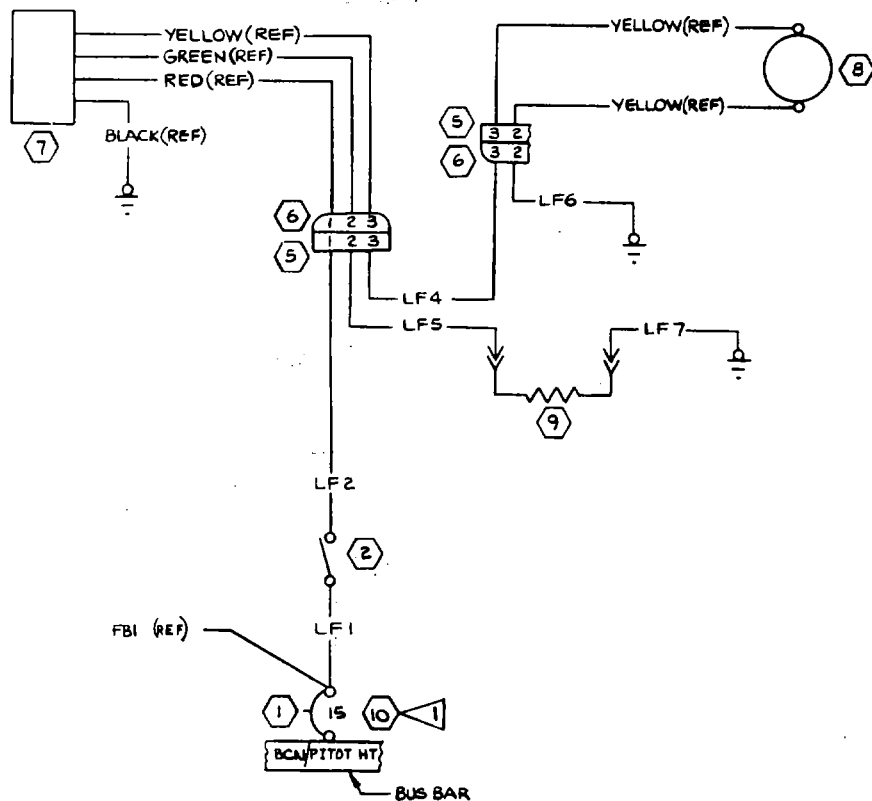 YELLOW (REF)
GREEN (REF)
RED (REF)
BLACK (REF)
7
YELLOW (REF)
YELLOW (REF)
8
5
3 2
6
3 2
LF6
6
1 2 3
5
1 2 3
LF4
LF5
LF7
9
LF2
2
FB1 (REF)
LF1
1
15
10
1
BCN/PITOT HT
BUS BAR